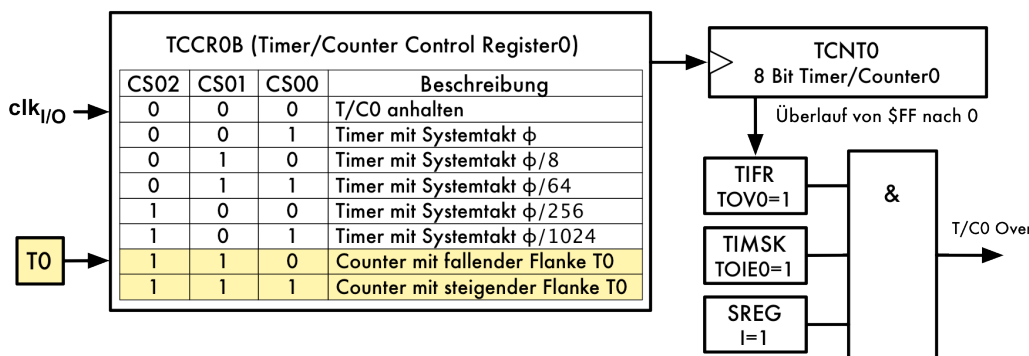 TCCR0B (Timer/Counter Control Register0)
CS02 CS01 CS00 Beschreibung
0 0 0 T/C0 anhalten
0 0 1 Timer mit Systemtakt ϕ
0 1 0 Timer mit Systemtakt ϕ/8
0 1 1 Timer mit Systemtakt ϕ/64
1 0 0 Timer mit Systemtakt ϕ/256
1 0 1 Timer mit Systemtakt ϕ/1024
1 1 0 Counter mit fallender Flanke T0
1 1 1 Counter mit steigender Flanke T0
clkI/O
T0
TCNT0
8 Bit Timer/Counter0
Überlauf von $FF nach 0
TIFR
TOV0=1
TIMSK
TOIE0=1
SREG
I=1
&
T/C0 Over